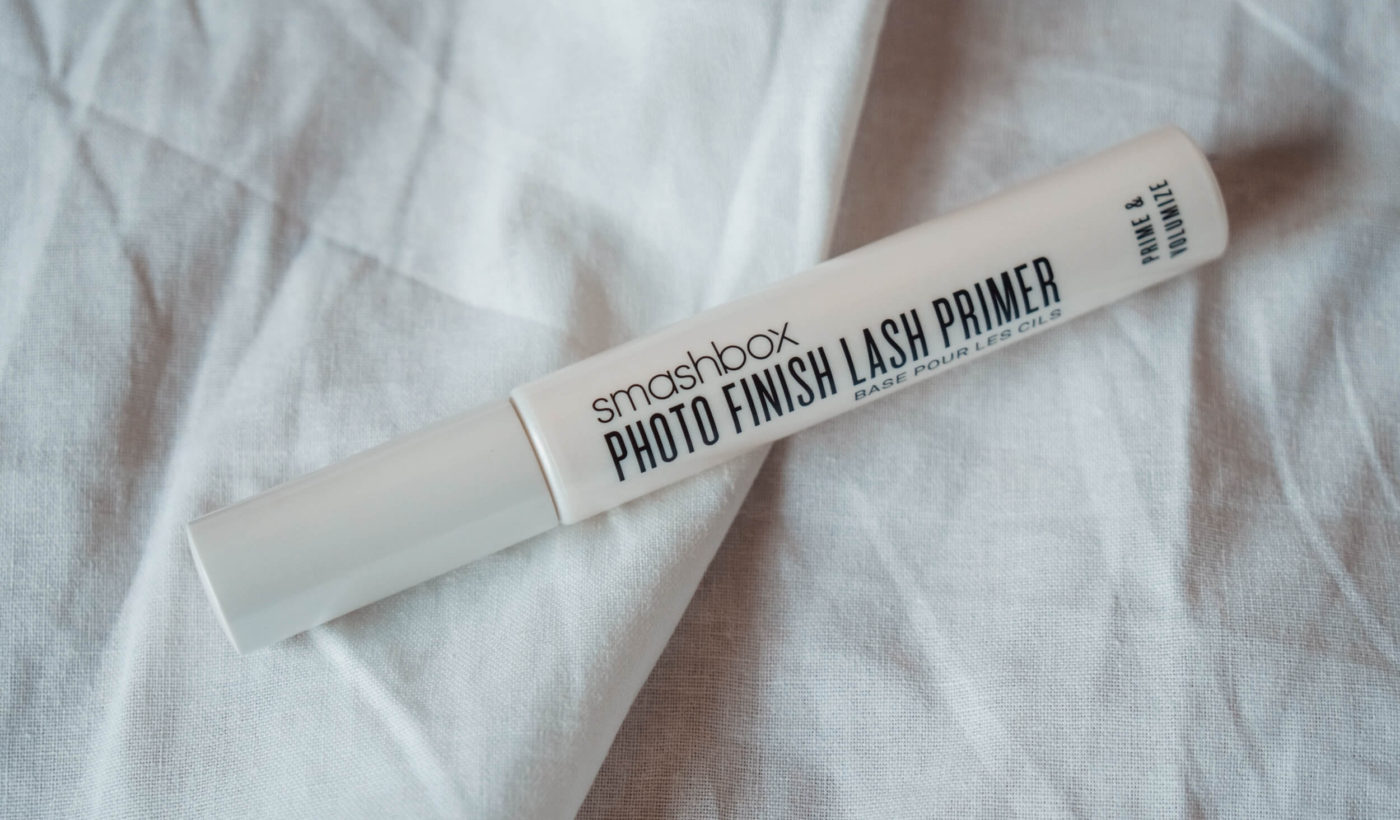 smashbox
PHOTO FINISH LASH PRIMER
BASE POUR LES CILS
PRIME &
VOLUMIZE